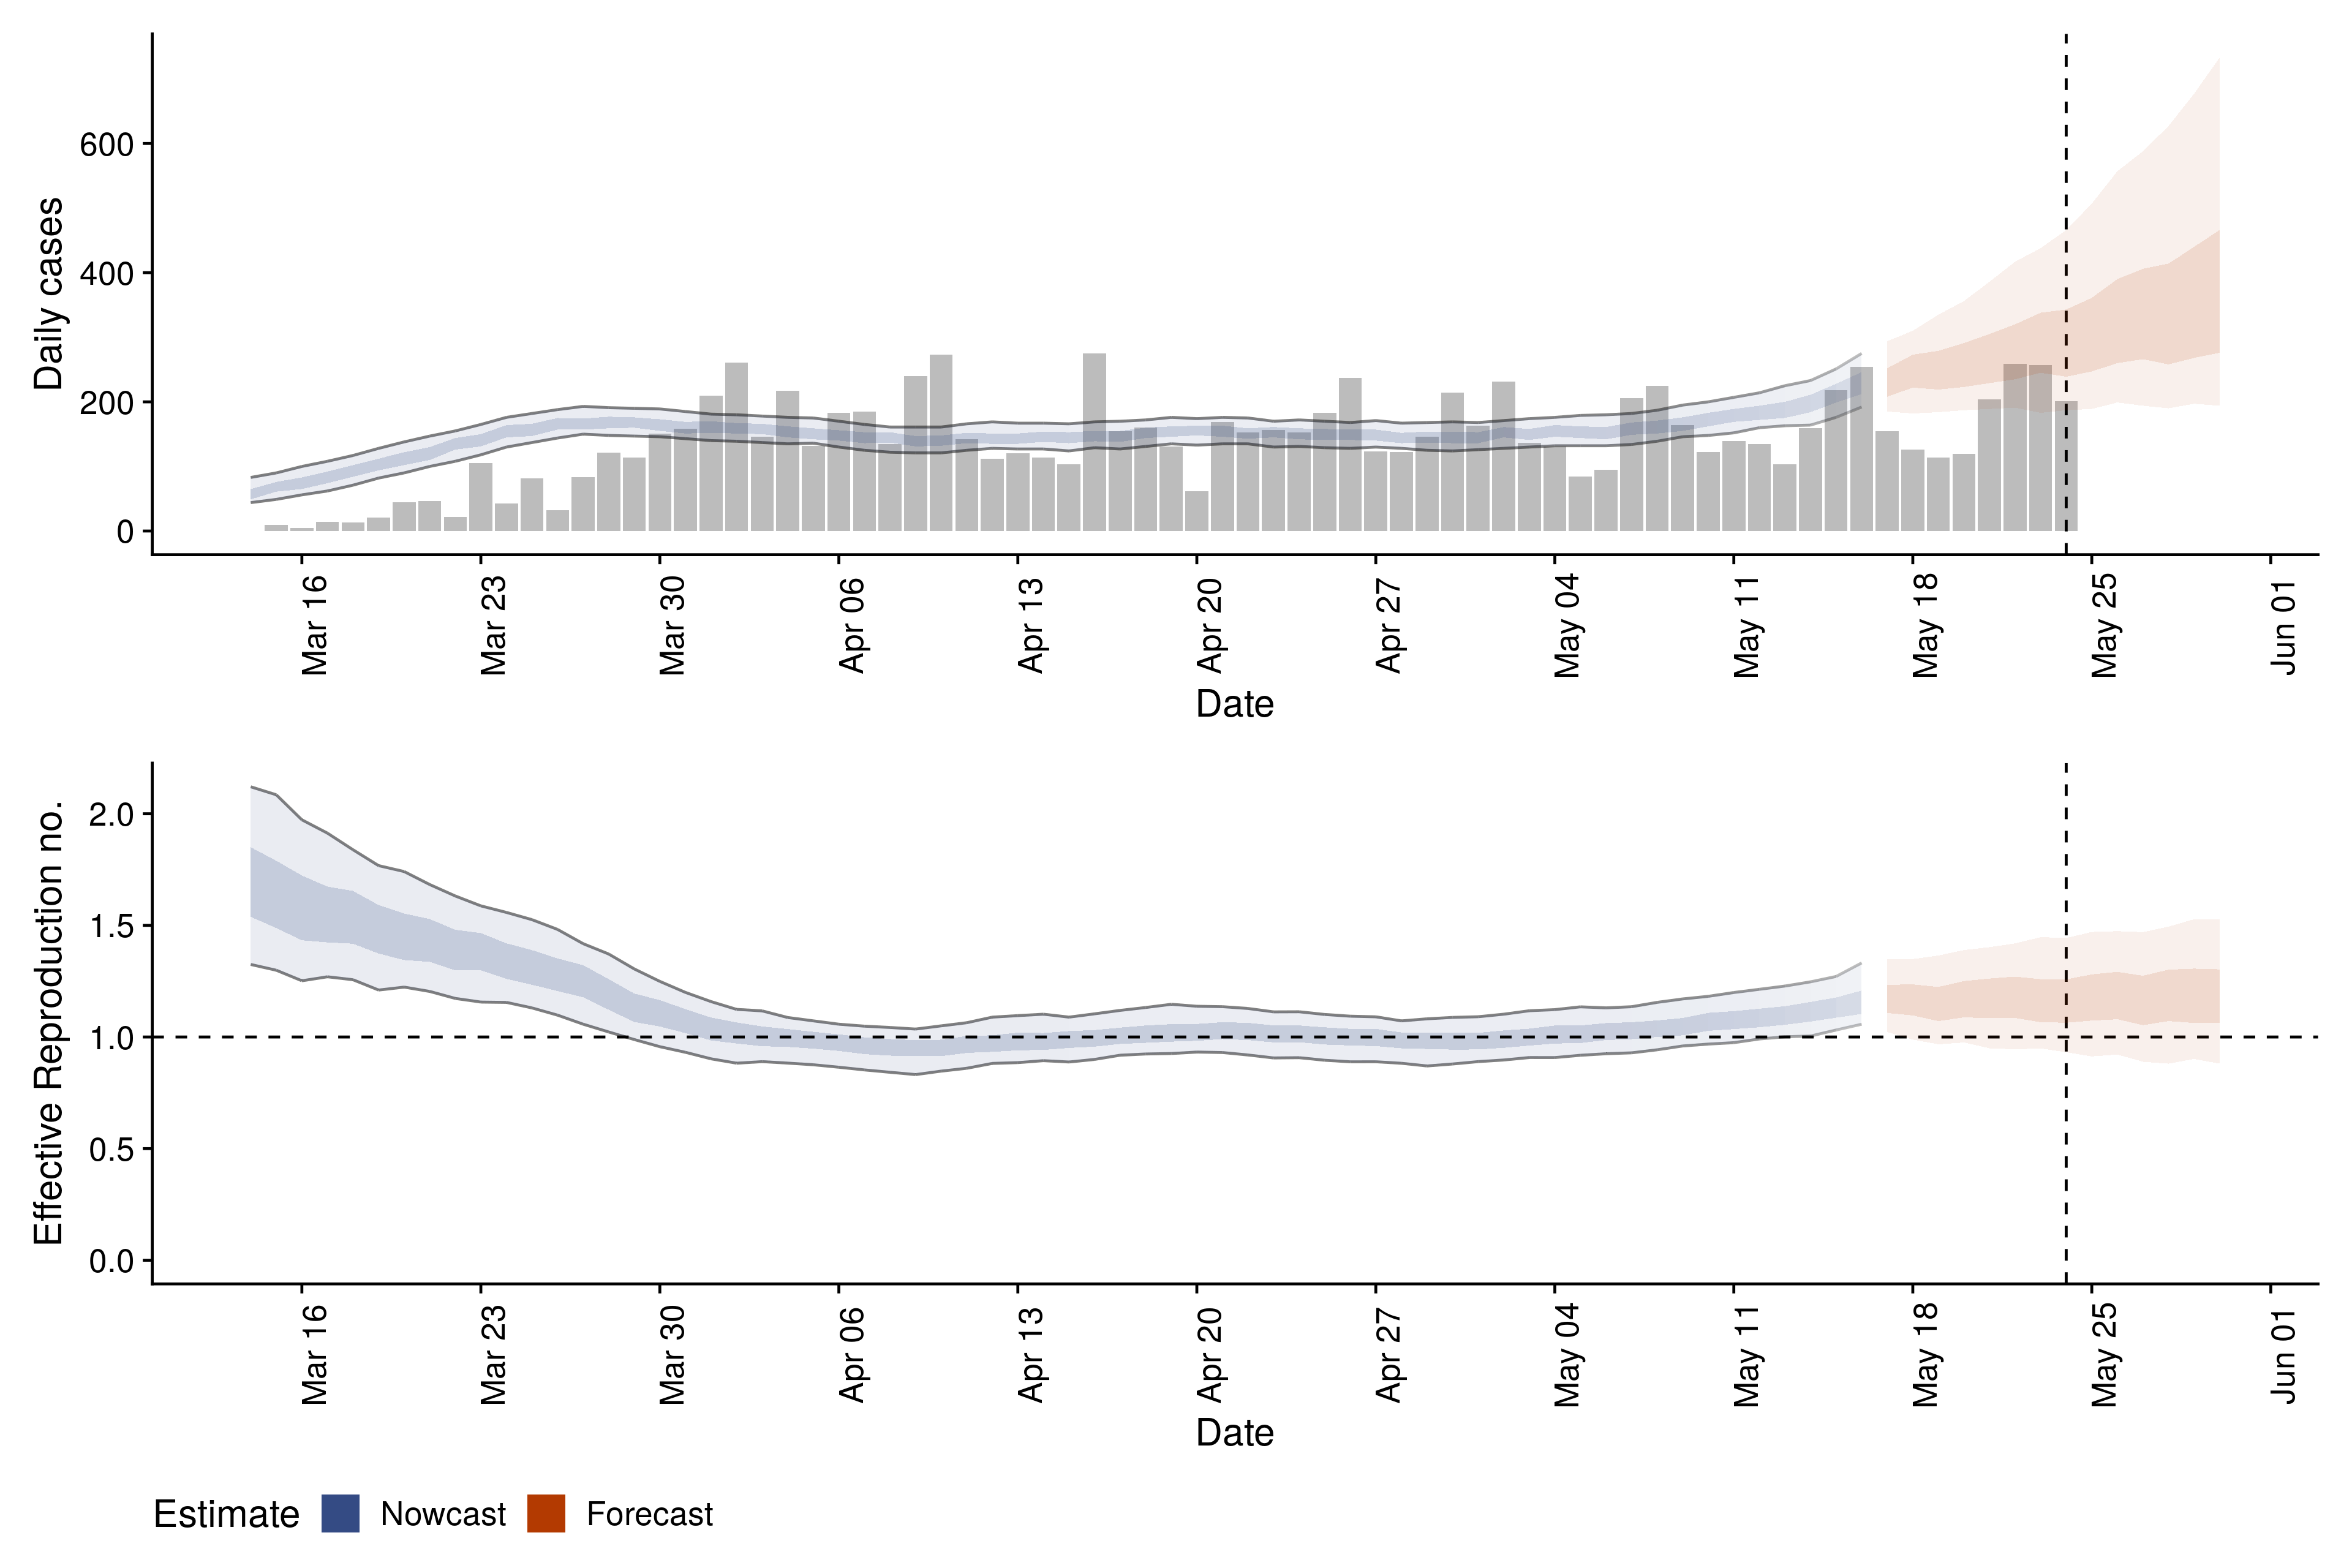 Daily cases
600
400
200
0
Mar 16
Mar 23
Mar 30
Apr 06
Apr 13
Apr 20
Apr 27
May 04
May 11
May 18
May 25
Jun 01
Date
Effective Reproduction no.
2.0
1.5
1.0
0.5
0.0
Mar 16
Mar 23
Mar 30
Apr 06
Apr 13
Apr 20
Apr 27
May 04
May 11
May 18
May 25
Jun 01
Date
Estimate Nowcast Forecast